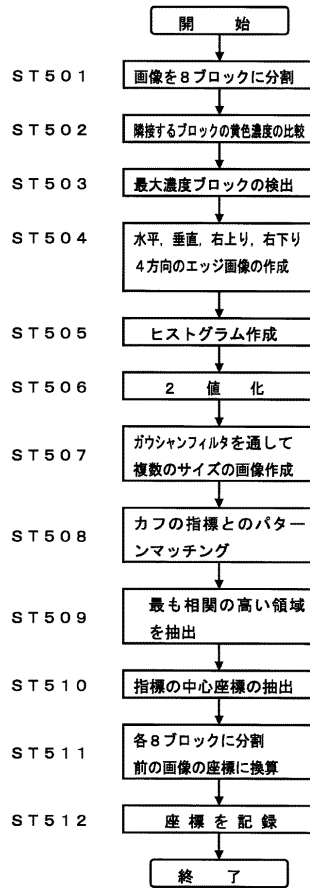 開 始
ST501
画像を8ブロックに分割
ST502
隣接するブロックの黄色濃度の比較
ST503
最大濃度ブロックの検出
ST504
水平, 垂直, 右上り, 右下り
4方向のエッジ画像の作成
ST505
ヒストグラム作成
ST506
2 値 化
ST507
ガウシャンフィルタを通して
複数のサイズの画像作成
ST508
カフの指標とのパター
ンマッチング
ST509
最も相関の高い領域
を抽出
ST510
指標の中心座標の抽出
ST511
各8ブロックに分割
前の画像の座標に換算
ST512
座 標 を 記 録
終 了